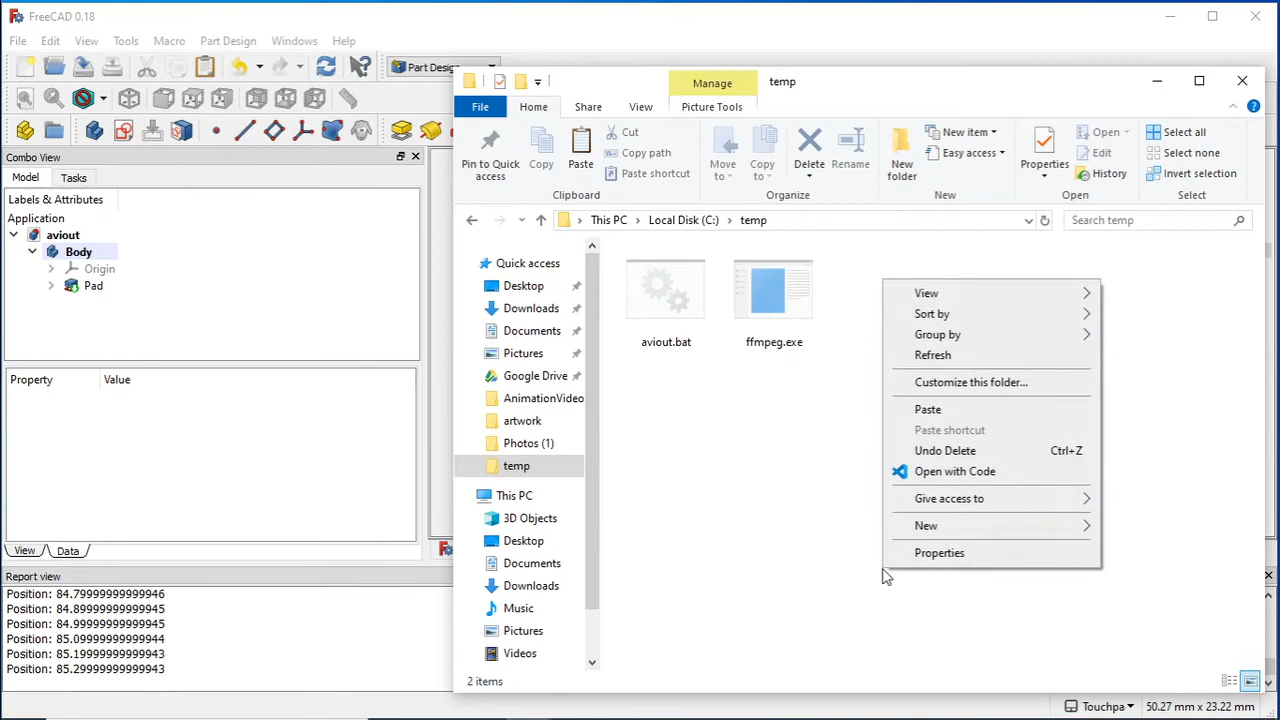 FreeCAD 0.18
File Edit View Tools Macro Part Design Windows Help
Part Desig
Combo View
Model Tasks
Labels & Attributes
Application
aviout
Body
Origin
Pad
Property Value
View Data
Report view
Position: 84.79999999999946
Position: 84.89999999999945
Position: 84.99999999999945
Position: 85.09999999999944
Position: 85.19999999999943
Position: 85.29999999999943
Manage temp
File Home Share View Picture Tools
Pin to Quick access
Copy
Paste
Cut
Copy path
Paste shortcut
Clipboard
Move to
Copy to
Delete
Rename
Organize
New folder
New item
Easy access
New
Properties
Open
Edit
History
Open
Select all
Select none
Invert selection
Select
This PC Local Disk (C:) temp
Search temp
Quick access
Desktop
Downloads
Documents
Pictures
Google Drive
AnimationVideo
artwork
Photos (1)
temp
This PC
3D Objects
Desktop
Documents
Downloads
Music
Pictures
Videos
aviout.bat
ffmpeg.exe
View
Sort by
Group by
Refresh
Customize this folder...
Paste
Paste shortcut
Undo Delete Ctrl+Z
Open with Code
Give access to
New
Properties
2 items
Touchpa 50.27 mm x 23.22 mm